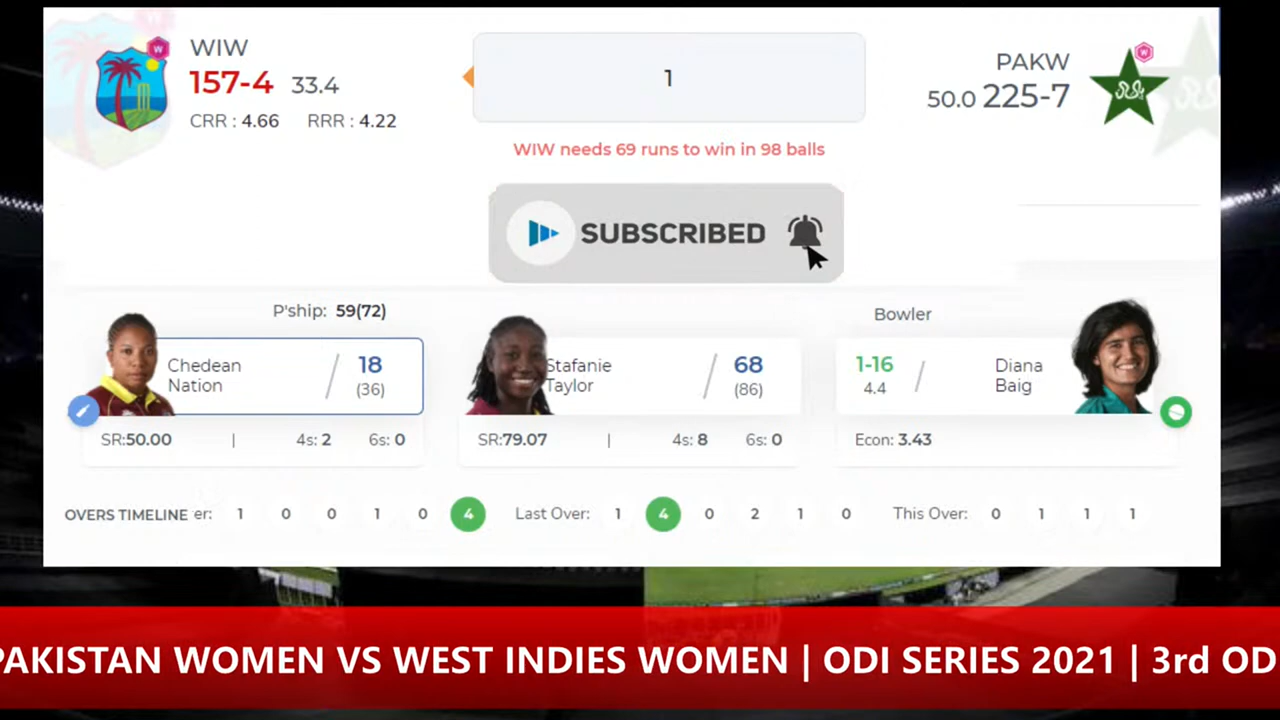 WIW
157-4 33.4
CRR : 4.66 RRR : 4.22
1
PAKW
50.0 225-7
WIW needs 69 runs to win in 98 balls
SUBSCRIBED
P'ship: 59(72)
Bowler
Chedean Nation / 18 (36)
SR:50.00 | 4s: 2 6s: 0
Stafanie Taylor / 68 (86)
SR:79.07 | 4s: 8 6s: 0
1-16 4.4 / Diana Baig
Econ: 3.43
OVERS TIMELINE er: 1 0 0 1 0 4 Last Over: 1 4 0 2 1 0 This Over: 0 1 1 1
PAKISTAN WOMEN VS WEST INDIES WOMEN | ODI SERIES 2021 | 3rd OD